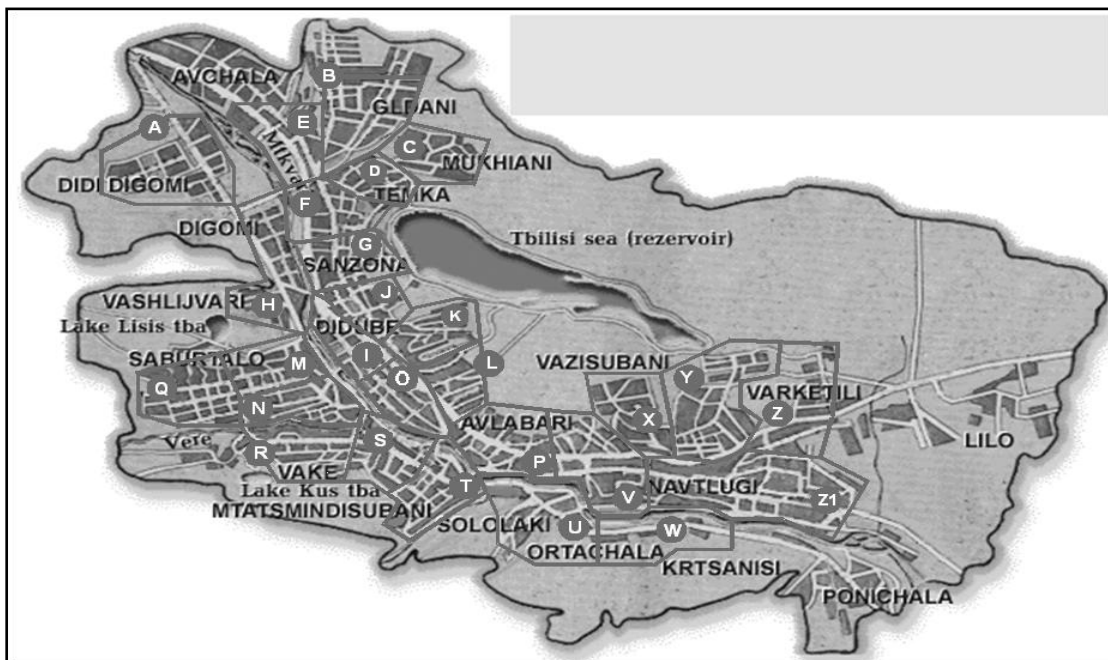 AVCHALA
B
GLDANI
A
E
Mtkvari
C
MUKHIANI
D
DIDI DIGOMI
TEMKA
F
DIGOMI
Tbilisi sea (rezervoir)
G
SANZONA
J
VASHLIJVARI
H
K
Lake Lisis tba
DIDUBE
SABURTALO
I
M
L
VAZISUBANI
Y
O
Q
VARKETILI
N
Z
AVLABARI
X
S
LILO
Vere
R
P
VAKE
Lake Kus tba
T
V
NAVTLUGI
Z1
MTATSMINDISUBANI
SOLOLAKI
U
W
ORTACHALA
KRTSANISI
PONICHALA